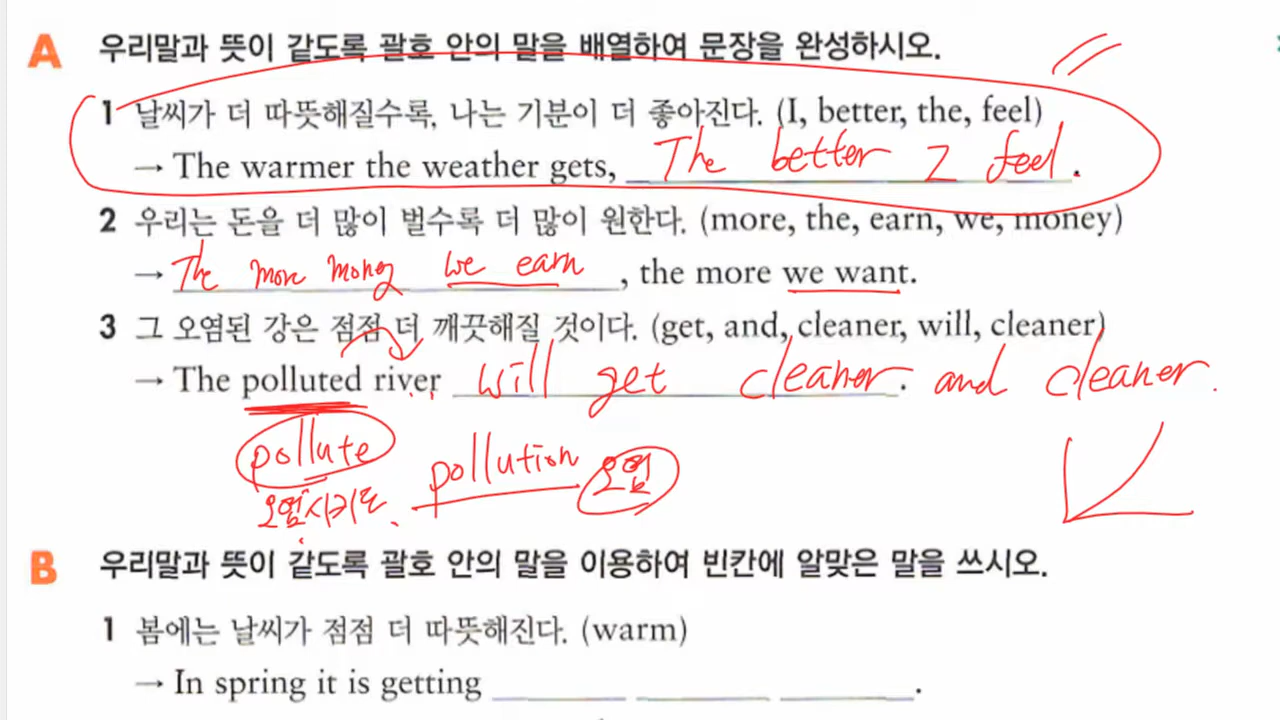 A 우리말과 뜻이 같도록 괄호 안의 말을 배열하여 문장을 완성하시오.
1 날씨가 더 따뜻해질수록, 나는 기분이 더 좋아진다. (I, better, the, feel)
→ The warmer the weather gets, The better I feel.
2 우리는 돈을 더 많이 벌수록 더 많이 원한다. (more, the, earn, we, money)
→ The more money we earn, the more we want.
3 그 오염된 강은 점점 더 깨끗해질 것이다. (get, and, cleaner, will, cleaner)
→ The polluted river will get cleaner. and cleaner.
pollute pollution 오염
오염시키는
B 우리말과 뜻이 같도록 괄호 안의 말을 이용하여 빈칸에 알맞은 말을 쓰시오.
1 봄에는 날씨가 점점 더 따뜻해진다. (warm)
→ In spring it is getting ______ ______ ______.